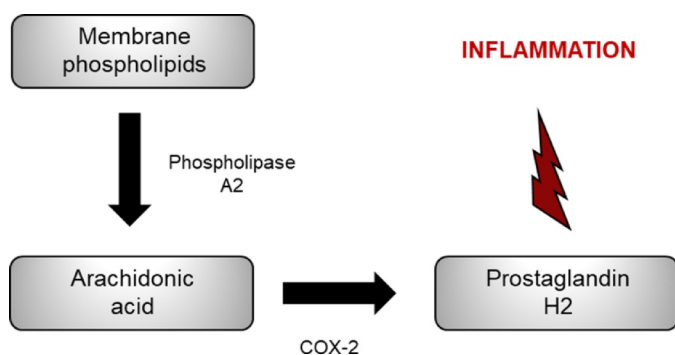 Membrane
phospholipids
INFLAMMATION
Phospholipase
A2
Arachidonic
acid
COX-2
Prostaglandin
H2